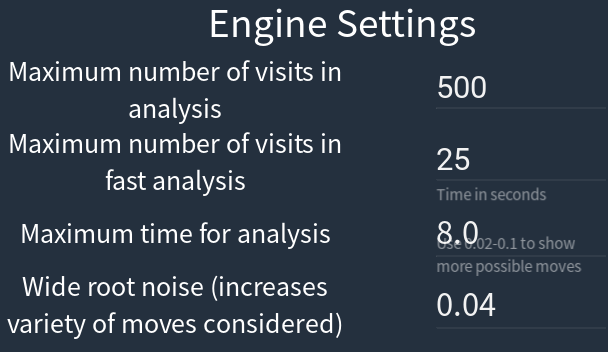 Engine Settings
Maximum number of visits in
analysis
500
Maximum number of visits in
fast analysis
25
Time in seconds
Maximum time for analysis
8.0
Use 0.02-0.1 to show
more possible moves
Wide root noise (increases
variety of moves considered)
0.04